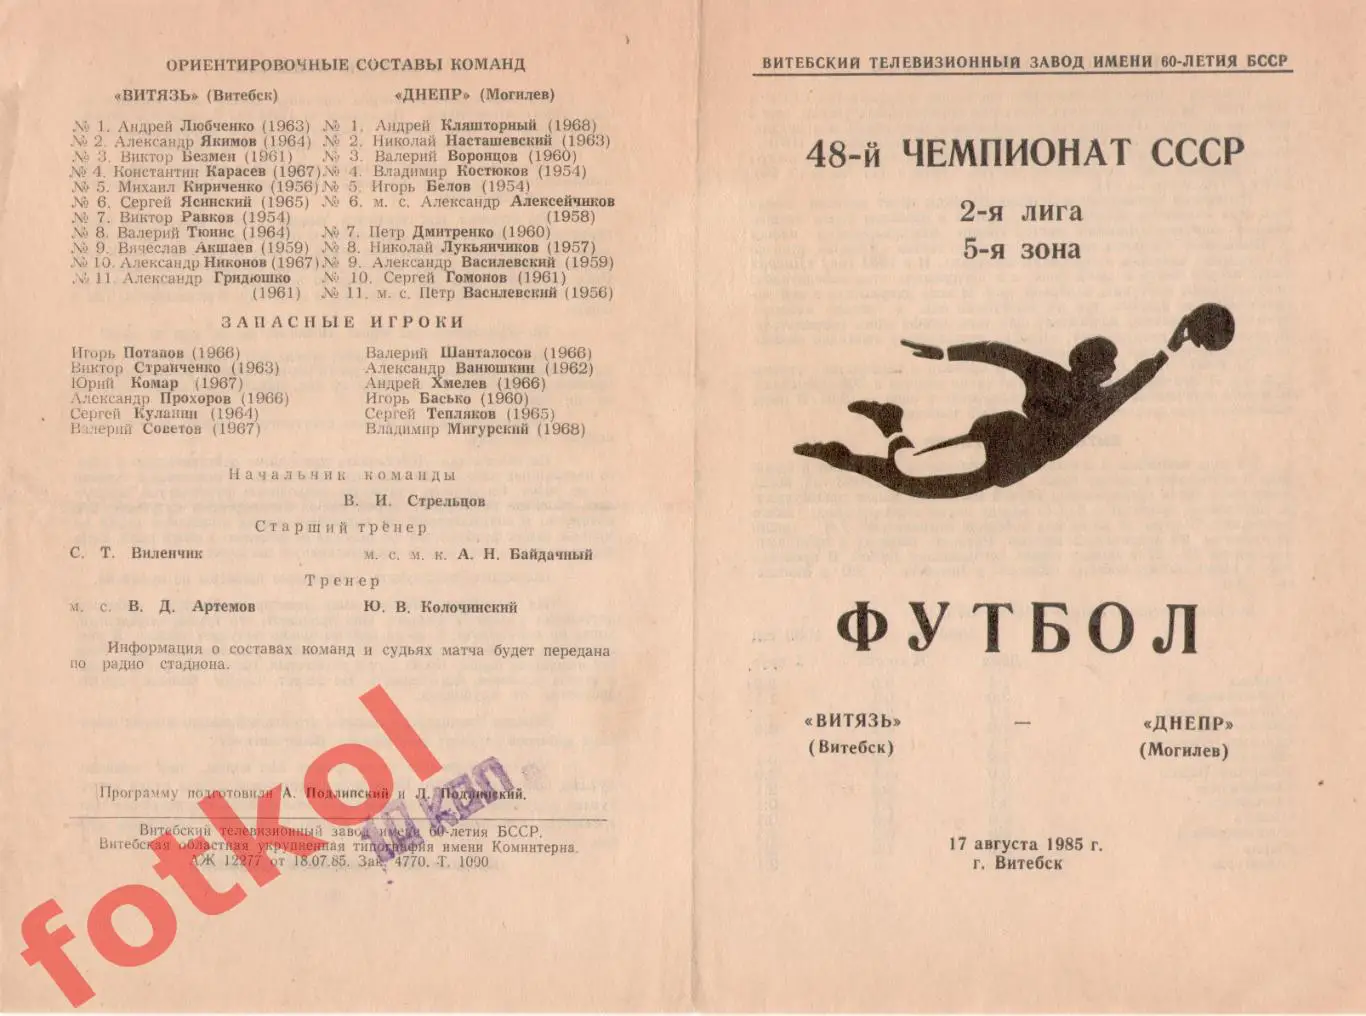 ОРИЕНТИРОВОЧНЫЕ СОСТАВЫ КОМАНД
«ВИТЯЗЬ» (Витебск)
№ 1. Андрей Любченко (1963)
№ 2. Александр Якимов (1964)
№ 3. Виктор Безмен (1961)
№ 4. Константин Карасев (1967)
№ 5. Михаил Кириченко (1956)
№ 6. Сергей Ясинский (1965)
№ 7. Виктор Равков (1954)
№ 8. Валерий Тюнис (1964)
№ 9. Вячеслав Акшаев (1959)
№ 10. Александр Никонов (1967)
№ 11. Александр Гридюшко
(1961)
«ДНЕПР» (Могилев)
№ 1. Андрей Кляшторный (1968)
№ 2. Николай Насташевский (1963)
№ 3. Валерий Воронцов (1960)
№ 4. Владимир Костюков (1954)
№ 5. Игорь Белов (1954)
№ 6. м. с. Александр Алексейчиков
(1958)
№ 7. Петр Дмитренко (1960)
№ 8. Николай Лукьянчиков (1957)
№ 9. Александр Василевский (1959)
№ 10. Сергей Гомонов (1961)
№ 11. м. с. Петр Василевский (1956)
ЗАПАСНЫЕ ИГРОКИ
Игорь Потапов (1966)
Виктор Странченко (1963)
Юрий Комар (1967)
Александр Прохоров (1966)
Сергей Куланин (1964)
Валерий Советов (1967)
Валерий Шанталосов (1966)
Александр Ванюшкин (1962)
Андрей Хмелев (1966)
Игорь Басько (1960)
Сергей Тепляков (1965)
Владимир Мигурский (1968)
Начальник команды
В. И. Стрельцов
Старший тренер
С. Т. Виленчик м. с. м. к. А. Н. Байдачный
Тренер
м. с. В. Д. Артемов Ю. В. Колочинский
Информация о составах команд и судьях матча будет передана
по радио стадиона.
Программу подготовили А. Подлипский и Л. Подлипский.
Витебский телевизионный завод имени 60-летия БССР.
Витебская областная укрупненная типография имени Коминтерна.
АЖ 12277 от 18.07.85. Зак. 4770. Т. 1000
10 коп
fotkol
ВИТЕБСКИЙ ТЕЛЕВИЗИОННЫЙ ЗАВОД ИМЕНИ 60-ЛЕТИЯ БССР
48-й ЧЕМПИОНАТ СССР
2-я лига
5-я зона
ФУТБОЛ
«ВИТЯЗЬ» — «ДНЕПР»
(Витебск) (Могилев)
17 августа 1985 г.
г. Витебск